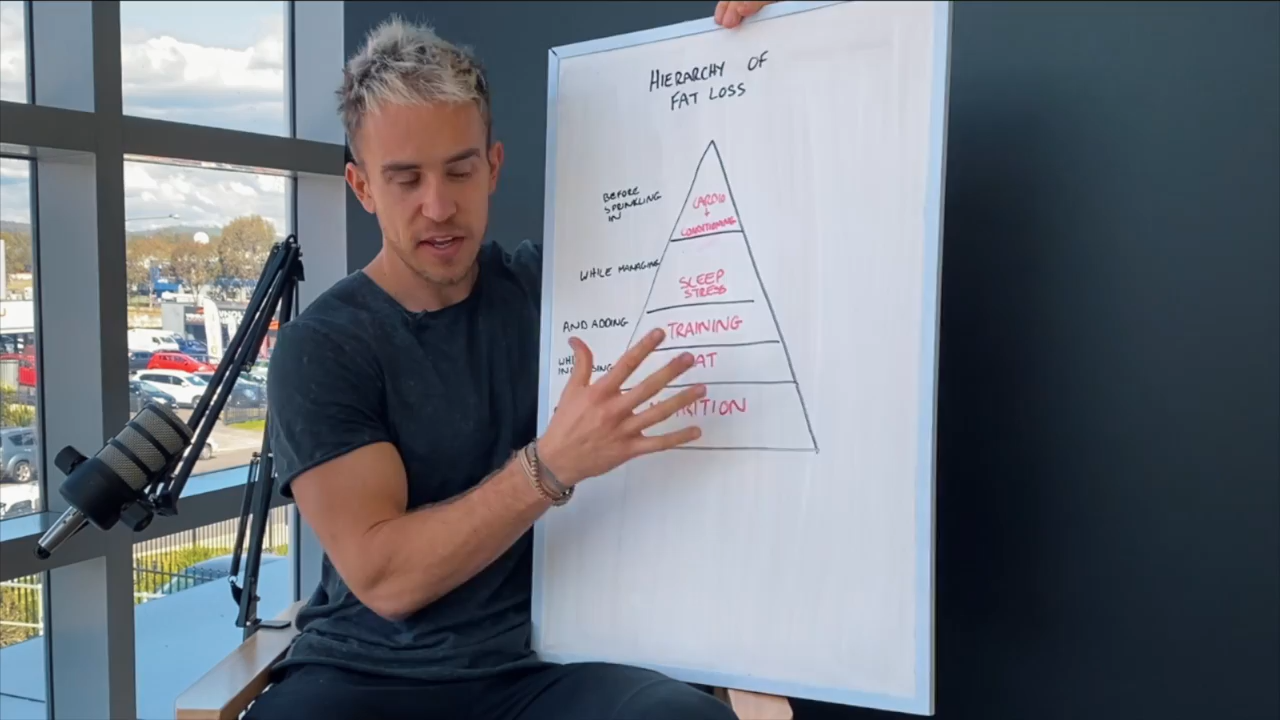 HIERARCHY OF
FAT LOSS
BEFORE
SPRINKLING
IN
CARDIO
+
CONDITIONING
WHILE MANAGING
SLEEP
STRESS
AND ADDING
TRAINING